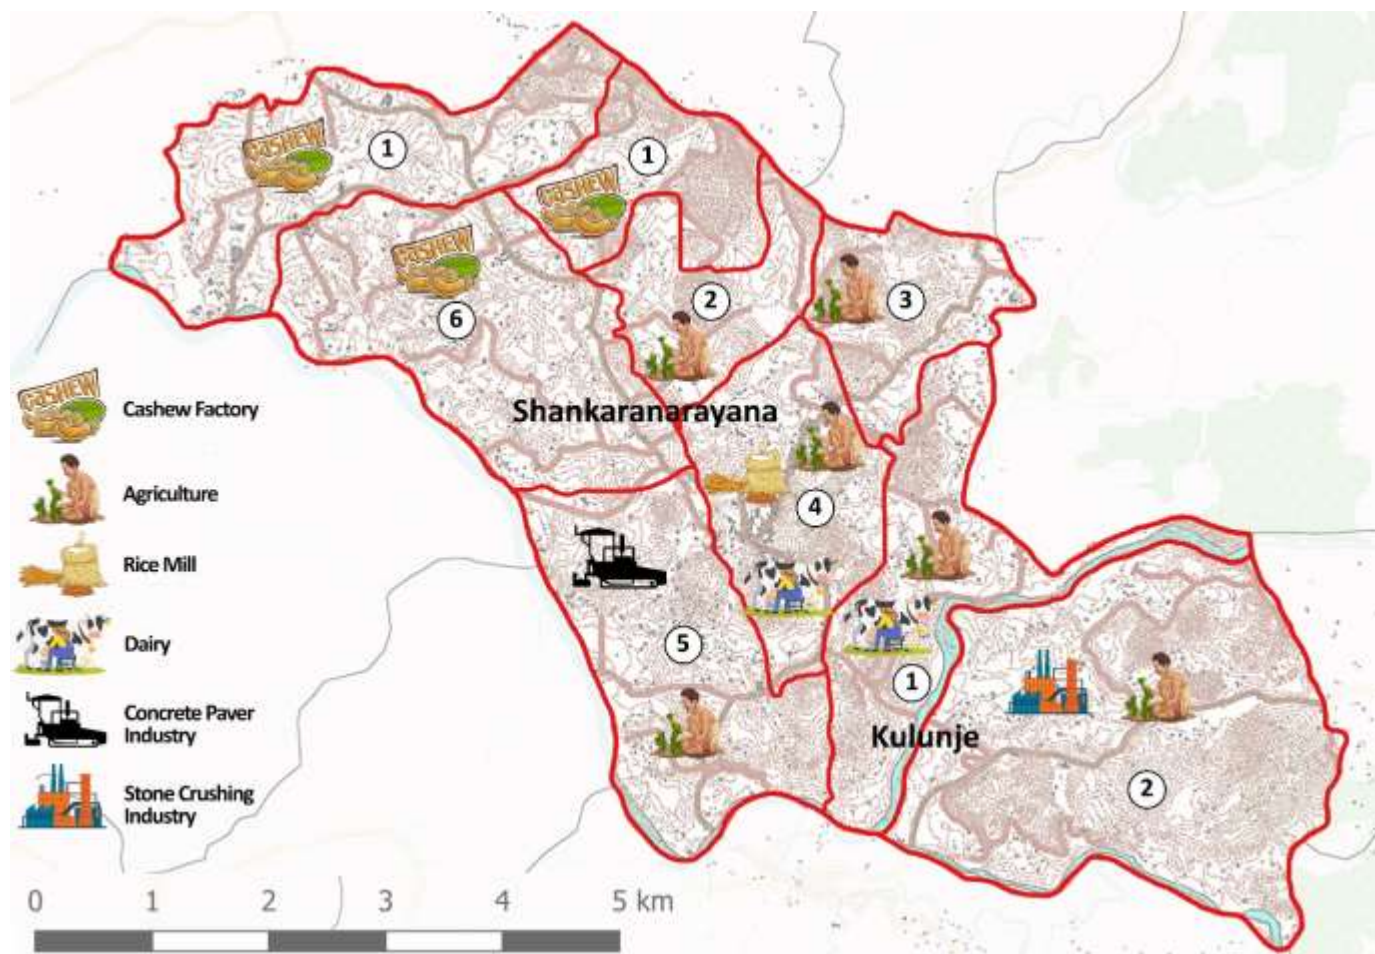 CASHEW
1
1
CASHEW
CASHEW
2
3
6
CASHEW
Cashew Factory
Shankaranarayana
Agriculture
4
Rice Mill
Dairy
5
1
Concrete Paver
Industry
Kulunje
2
Stone Crushing
Industry
0 1 2 3 4 5 km